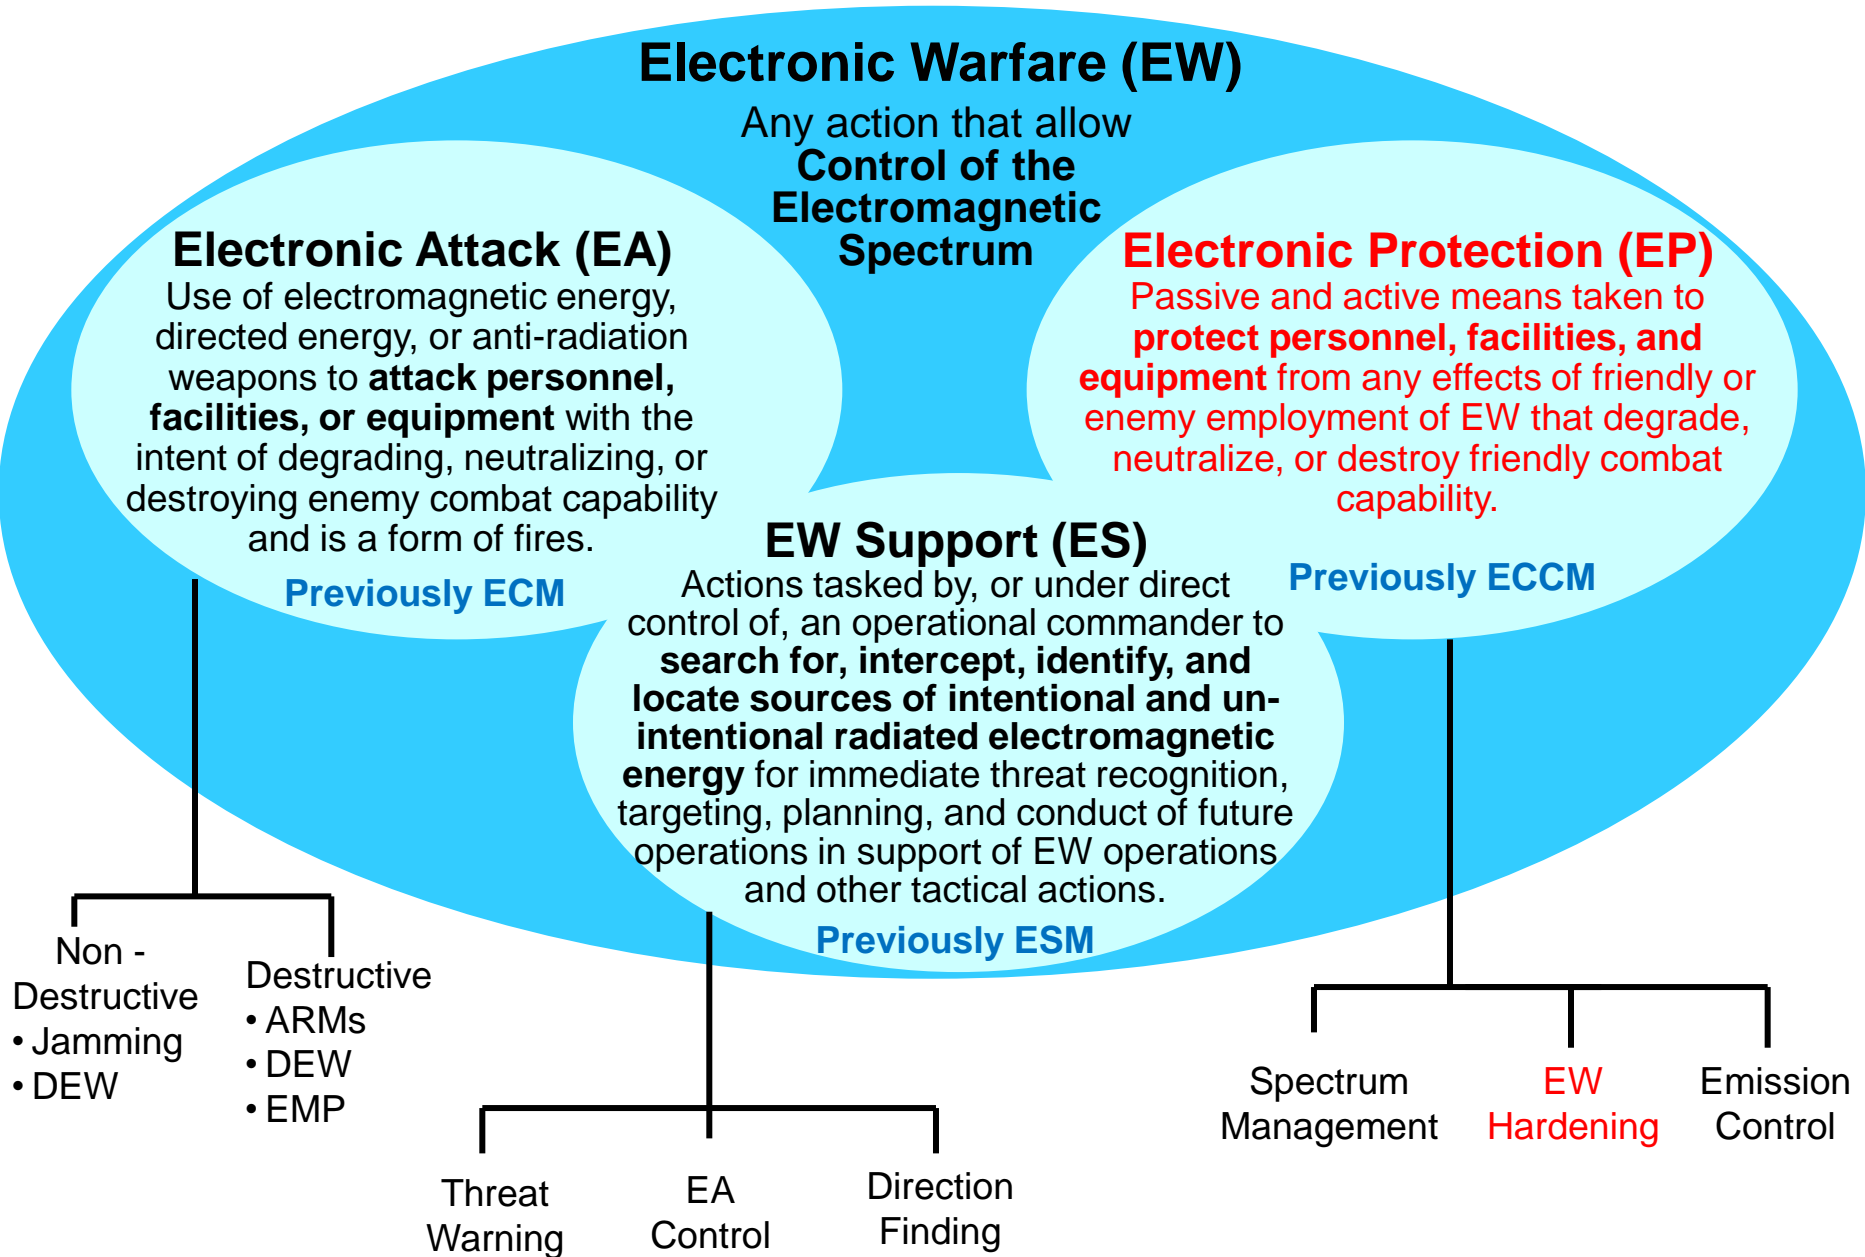 Electronic Warfare (EW)
Any action that allow
Control of the
Electromagnetic
Spectrum
Electronic Attack (EA)
Use of electromagnetic energy,
directed energy, or anti-radiation
weapons to attack personnel,
facilities, or equipment with the
intent of degrading, neutralizing, or
destroying enemy combat capability
and is a form of fires.
Previously ECM
Electronic Protection (EP)
Passive and active means taken to
protect personnel, facilities, and
equipment from any effects of friendly or
enemy employment of EW that degrade,
neutralize, or destroy friendly combat
capability.
Previously ECCM
EW Support (ES)
Actions tasked by, or under direct
control of, an operational commander to
search for, intercept, identify, and
locate sources of intentional and un-
intentional radiated electromagnetic
energy for immediate threat recognition,
targeting, planning, and conduct of future
operations in support of EW operations
and other tactical actions.
Previously ESM
Non -
Destructive
• Jamming
• DEW
Destructive
• ARMs
• DEW
• EMP
Threat
Warning
EA
Control
Direction
Finding
Spectrum
Management
EW
Hardening
Emission
Control